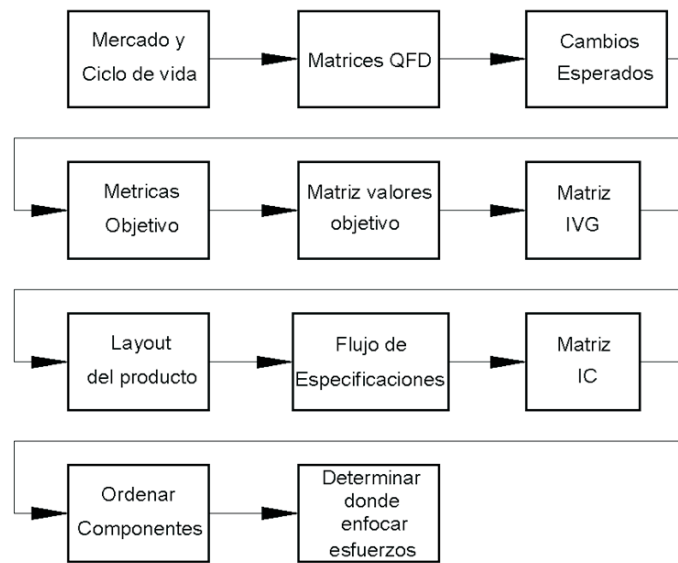 Mercado y
Ciclo de vida
Matrices QFD
Cambios
Esperados
Metricas
Objetivo
Matriz valores
objetivo
Matriz
IVG
Layout
del producto
Flujo de
Especificaciones
Matriz
IC
Ordenar
Componentes
Determinar
donde
enfocar
esfuerzos